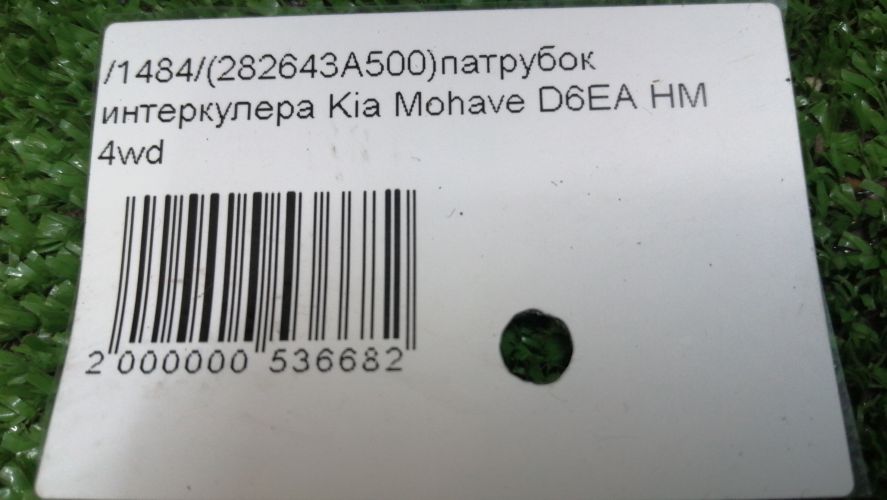 /1484/(282643A500)патрубок
интеркулера Kia Mohave D6EA HM
4wd
2 000000 536682